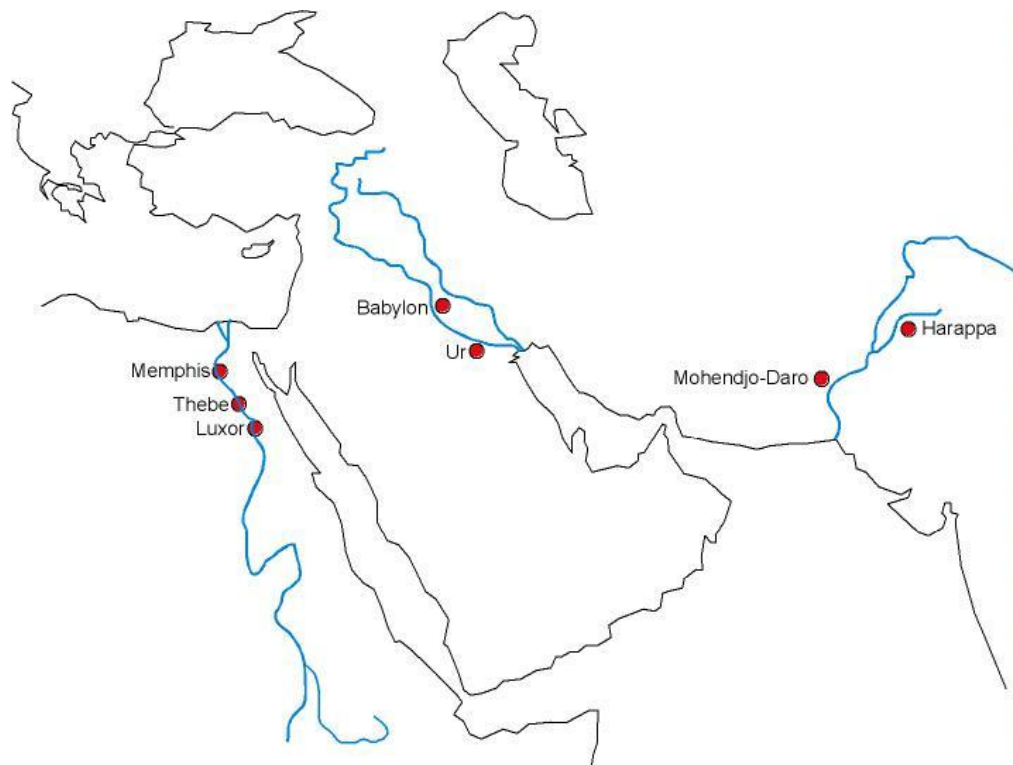 Babylon
Harappa
Ur
Memphis
Mohendjo-Daro
Thebe
Luxor